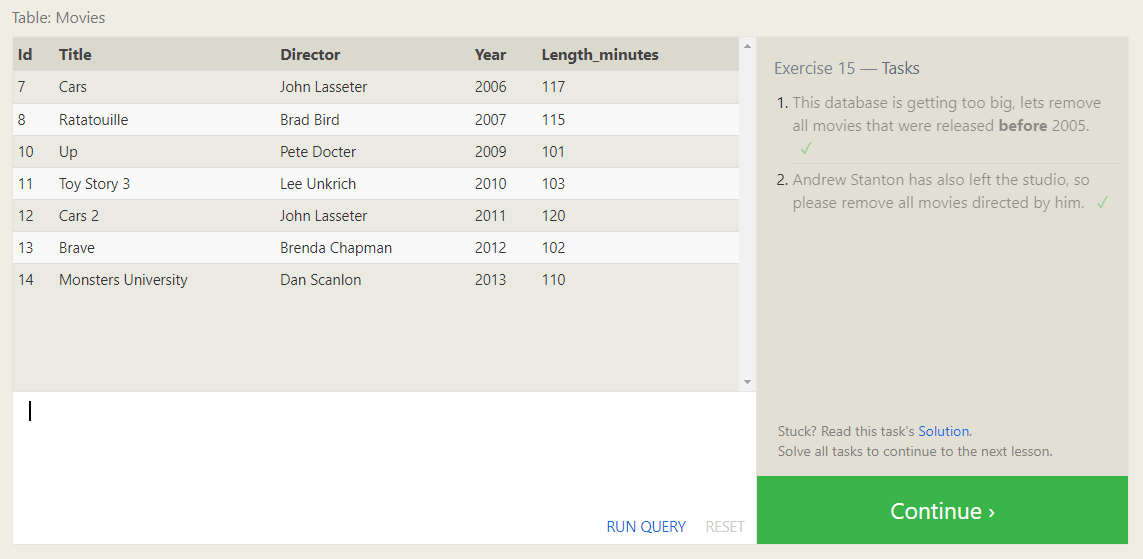 Table: Movies
Id Title Director Year Length_minutes
7 Cars John Lasseter 2006 117
8 Ratatouille Brad Bird 2007 115
10 Up Pete Docter 2009 101
11 Toy Story 3 Lee Unkrich 2010 103
12 Cars 2 John Lasseter 2011 120
13 Brave Brenda Chapman 2012 102
14 Monsters University Dan Scanlon 2013 110
RUN QUERY RESET
Exercise 15 — Tasks
1. This database is getting too big, lets remove
all movies that were released before 2005.
✓
2. Andrew Stanton has also left the studio, so
please remove all movies directed by him. ✓
Stuck? Read this task's Solution.
Solve all tasks to continue to the next lesson.
Continue ›